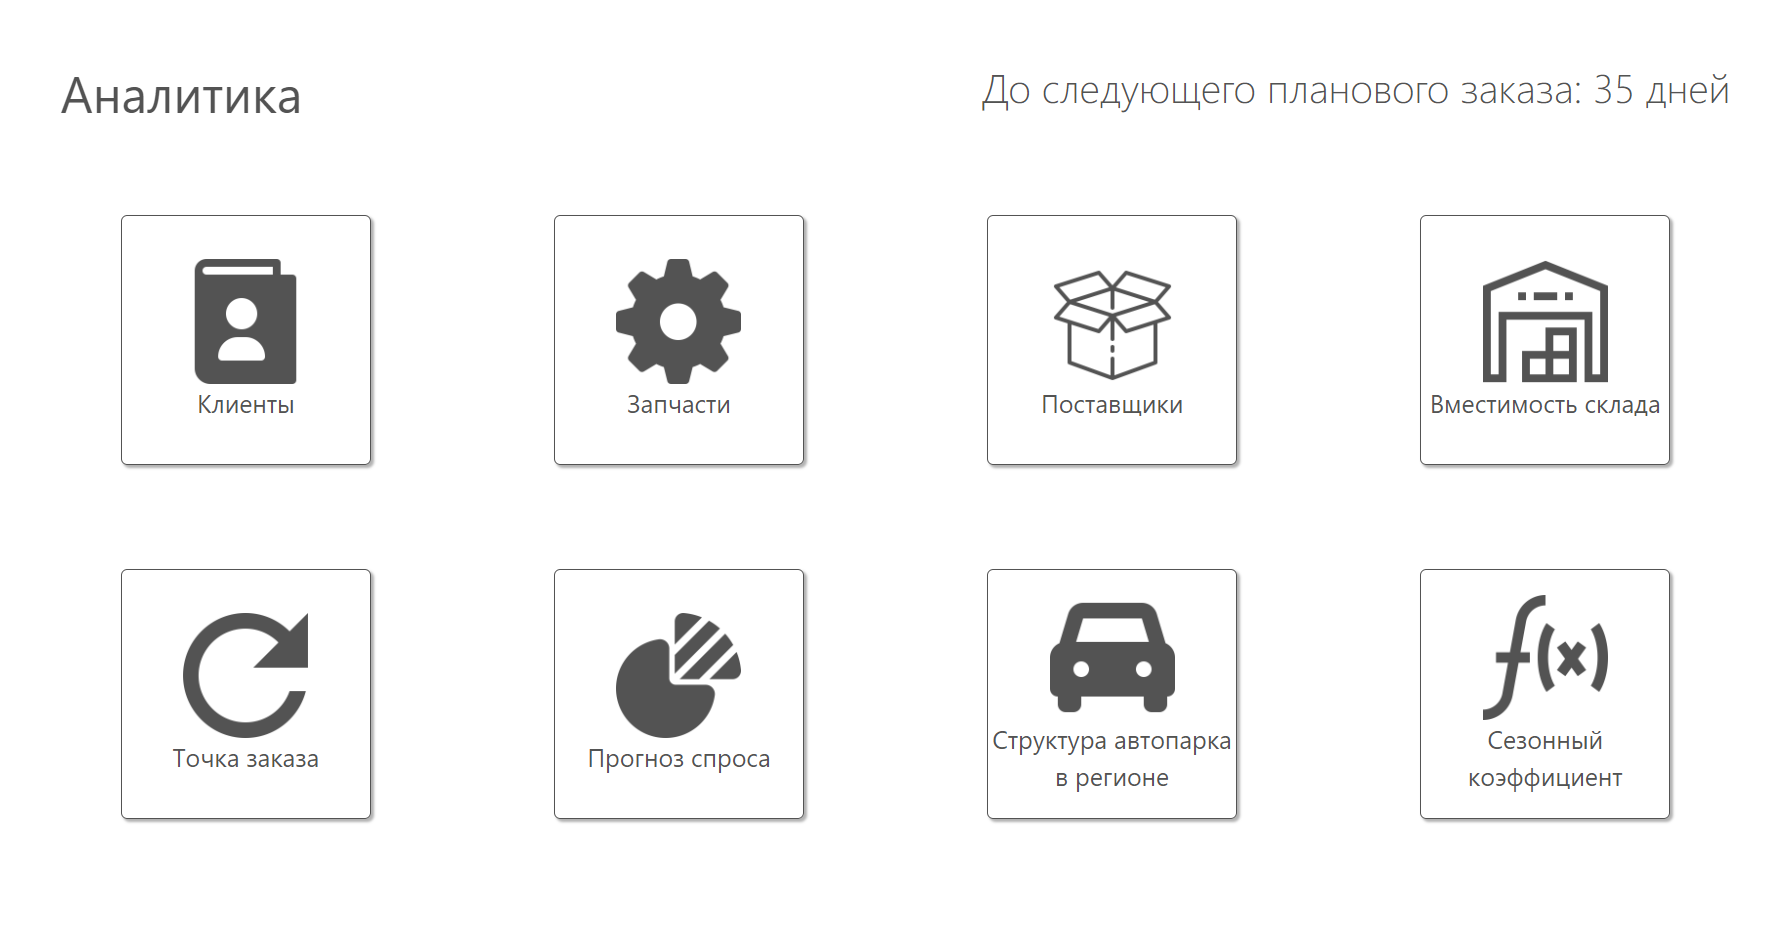 Аналитика
До следующего планового заказа: 35 дней
Клиенты
Запчасти
Поставщики
Вместимость склада
Точка заказа
Прогноз спроса
Структура автопарка
в регионе
f(x)
Сезонный
коэффициент